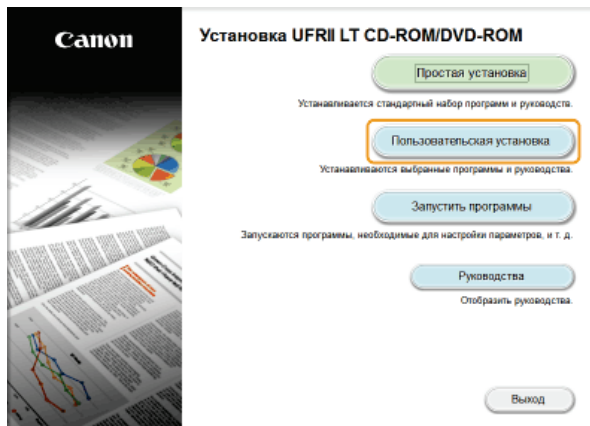 Canon
Установка UFRII LT CD-ROM/DVD-ROM
Простая установка
Устанавливается стандартный набор программ и руководств.
Пользовательская установка
Устанавливаются выбранные программы и руководства.
Запустить программы
Запускаются программы, необходимые для настройки параметров, и т. д.
Руководства
Отобразить руководства.
Выход